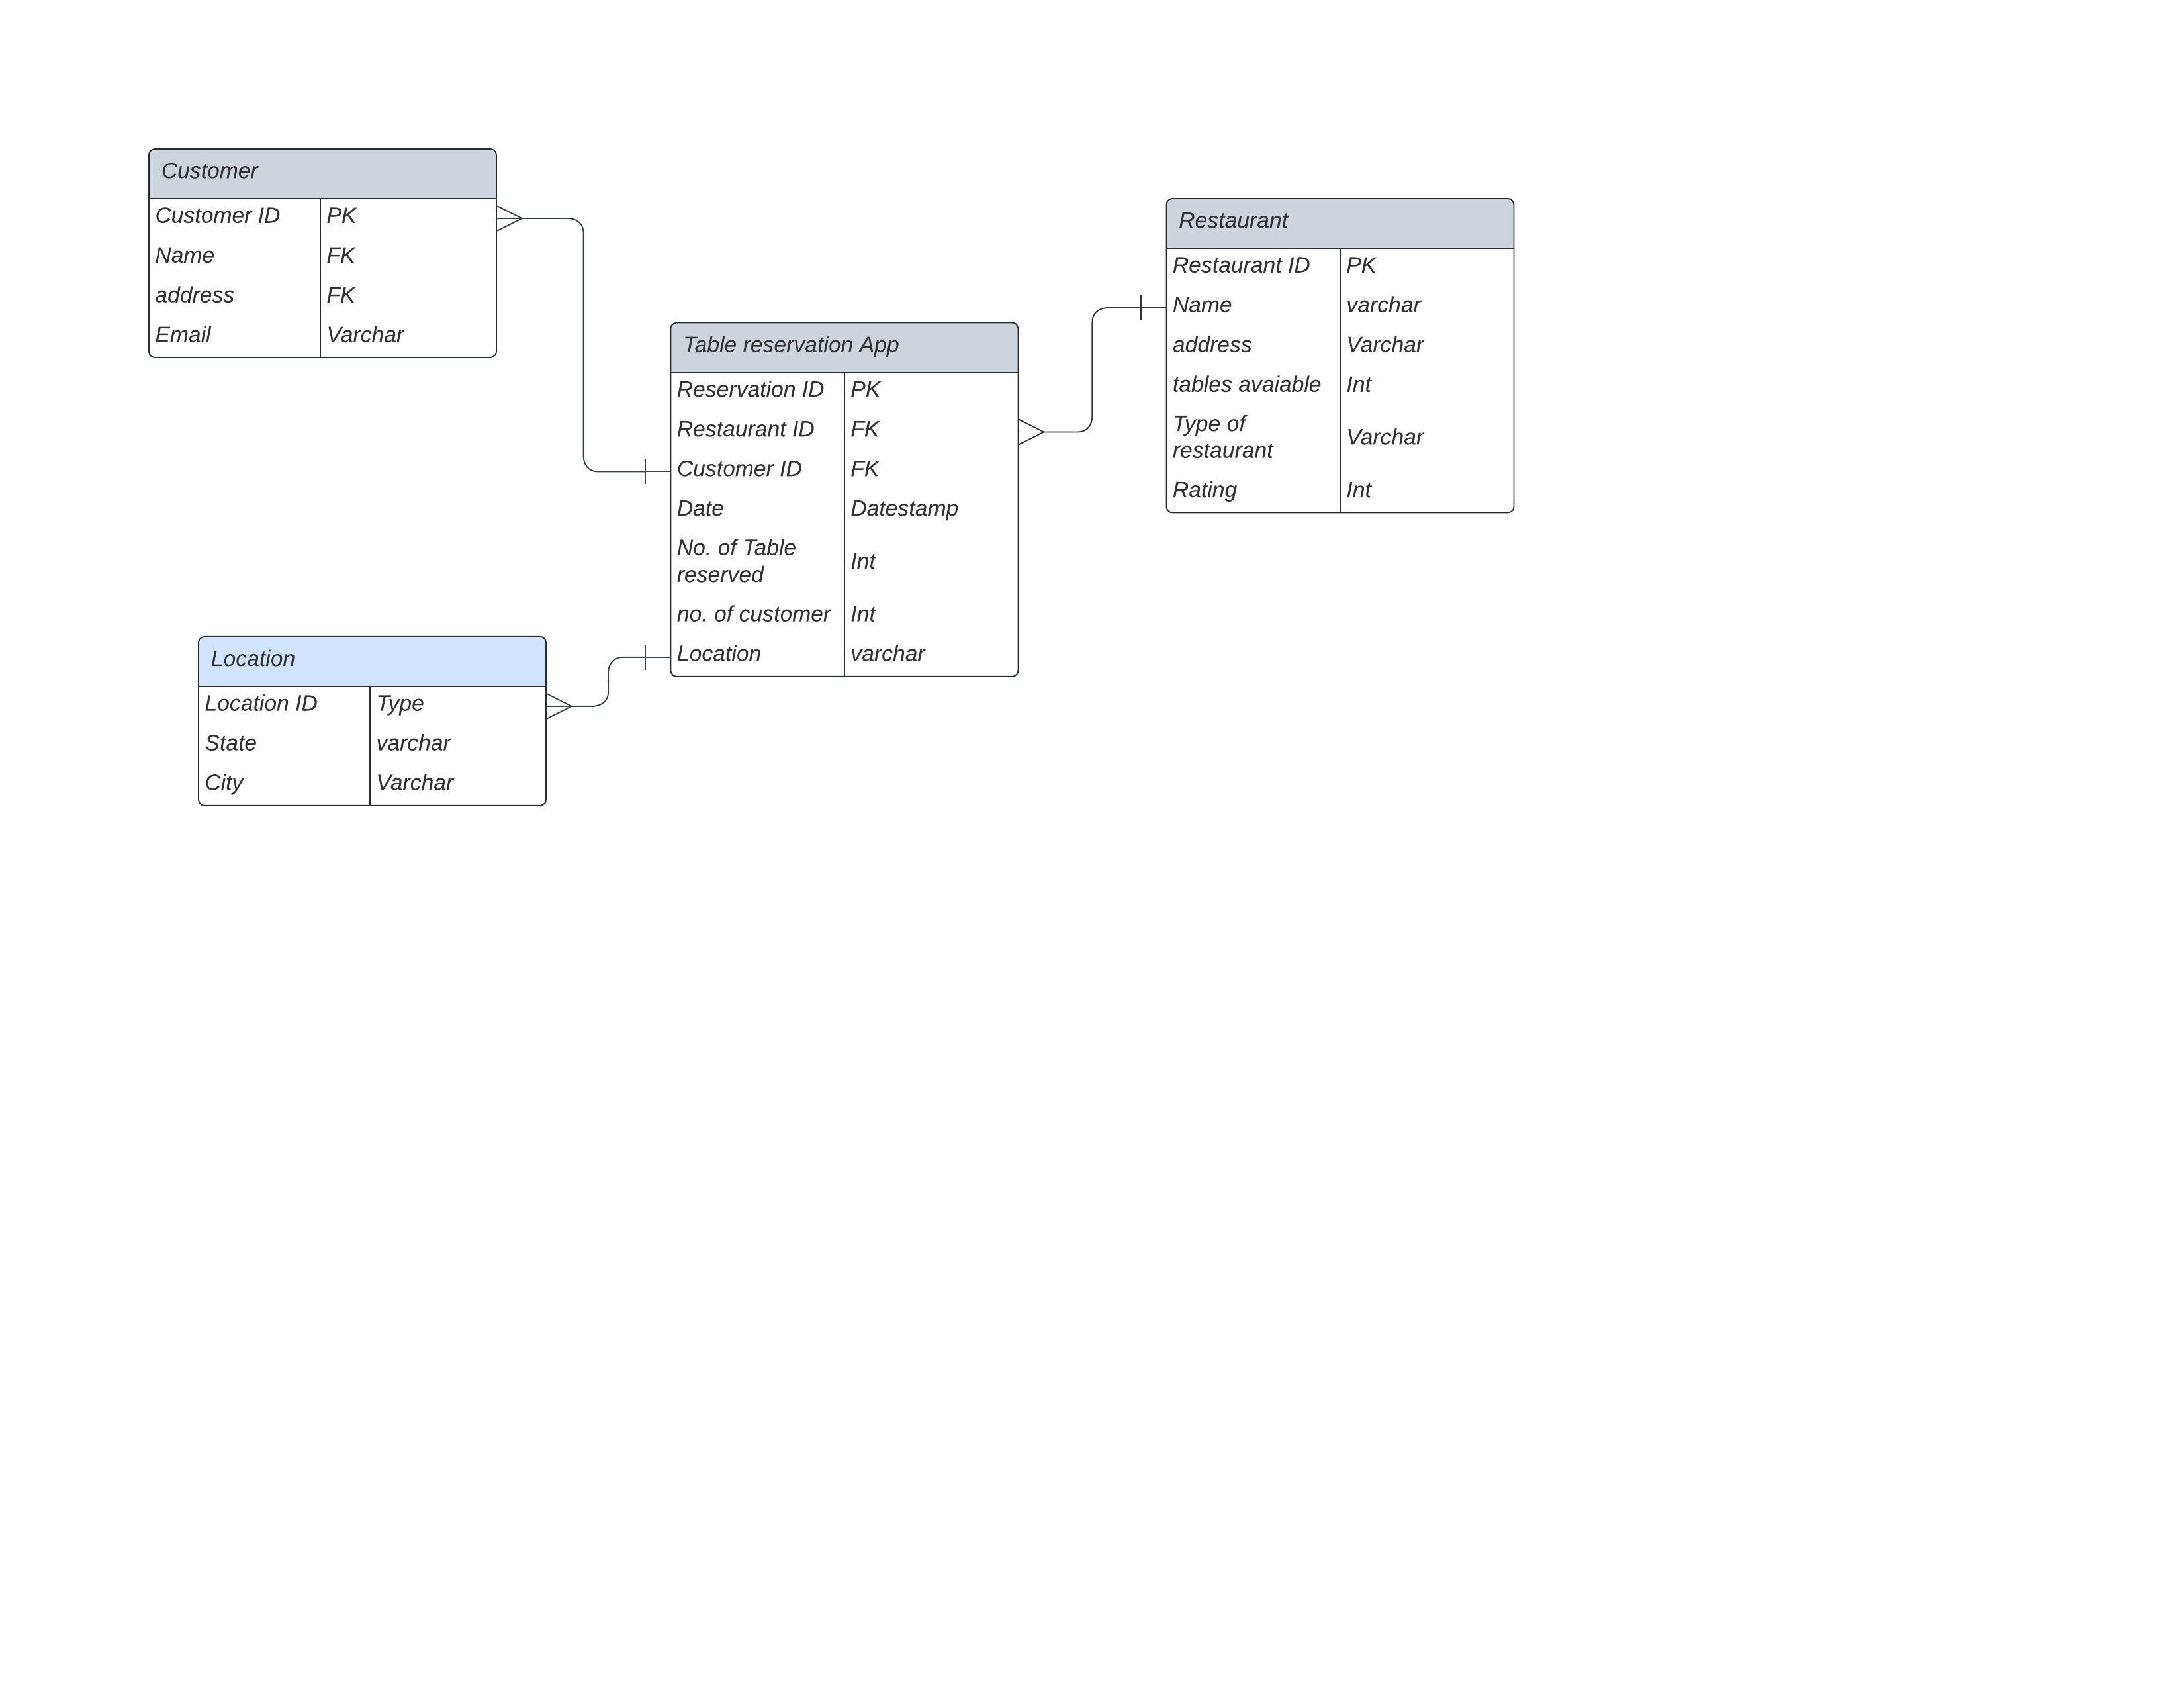 Customer
Customer ID PK
Name FK
address FK
Email Varchar
Table reservation App
Reservation ID PK
Restaurant ID FK
Customer ID FK
Date Datestamp
No. of Table
reserved Int
no. of customer Int
Location varchar
Restaurant
Restaurant ID PK
Name varchar
address Varchar
tables avaiable Int
Type of
restaurant Varchar
Rating Int
Location
Location ID Type
State varchar
City Varchar